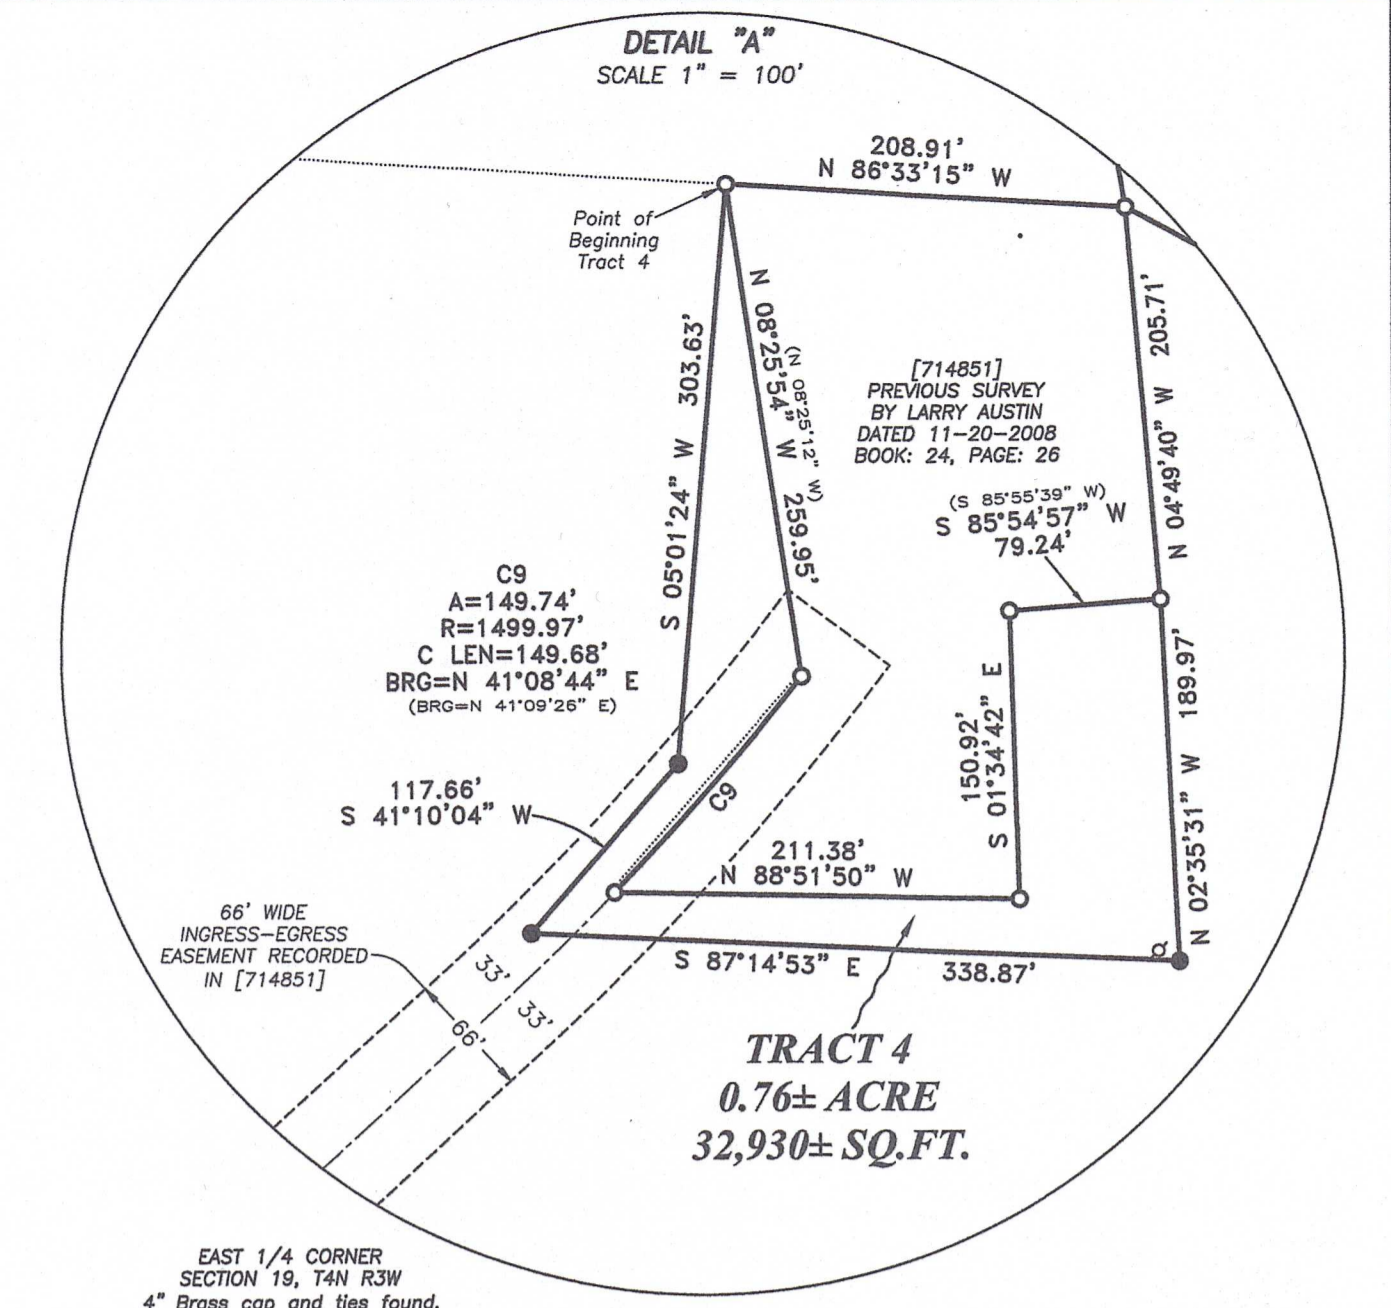 DETAIL "A"
SCALE 1" = 100'
208.91'
N 86°33'15" W
Point of
Beginning
Tract 4
S 05°01'24" W 303.63'
N 08°25'54" W 259.95'
(N 08°25'12" W)
[714851]
PREVIOUS SURVEY
BY LARRY AUSTIN
DATED 11-20-2008
BOOK: 24, PAGE: 26
N 04°49'40" W 205.71'
(S 85°55'39" W)
S 85°54'57" W
79.24'
C9
A=149.74'
R=1499.97'
C LEN=149.68'
BRG=N 41°08'44" E
(BRG=N 41°09'26" E)
117.66'
S 41°10'04" W
C9
150.92'
S 01°34'42" E
N 02°35'31" W 189.97'
211.38'
N 88°51'50" W
S 87°14'53" E 338.87'
66' WIDE
INGRESS-EGRESS
EASEMENT RECORDED
IN [714851]
33'
33'
66'
TRACT 4
0.76± ACRE
32,930± SQ.FT.
EAST 1/4 CORNER
SECTION 19, T4N R3W
4" Brass cap and ties found.